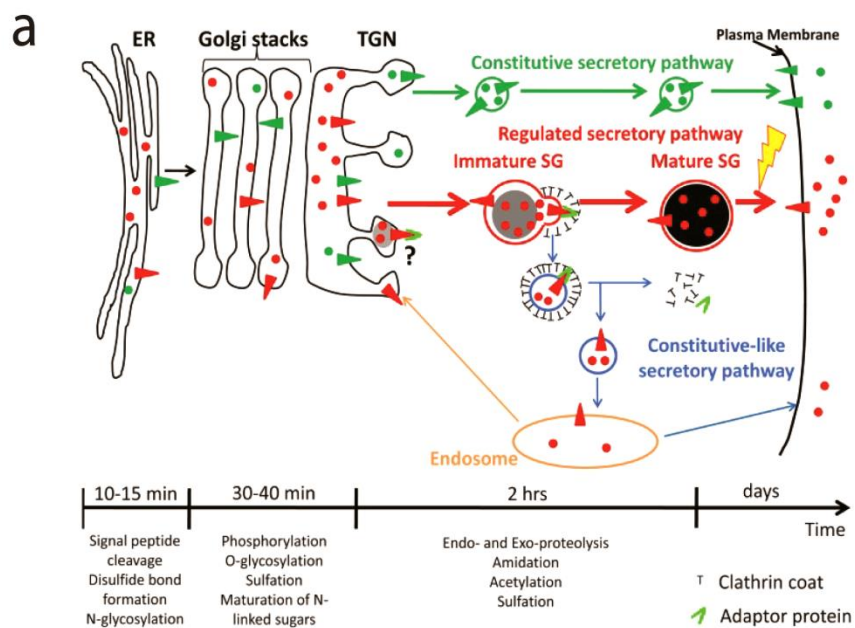 a
ER
Golgi stacks
TGN
Plasma Membrane
Constitutive secretory pathway
Regulated secretory pathway
Immature SG
Mature SG
?
Constitutive-like
secretory pathway
Endosome
10-15 min
30-40 min
2 hrs
days
Time
Signal peptide
cleavage
Disulfide bond
formation
N-glycosylation
Phosphorylation
O-glycosylation
Sulfation
Maturation of N-
linked sugars
Endo- and Exo-proteolysis
Amidation
Acetylation
Sulfation
Clathrin coat
Adaptor protein